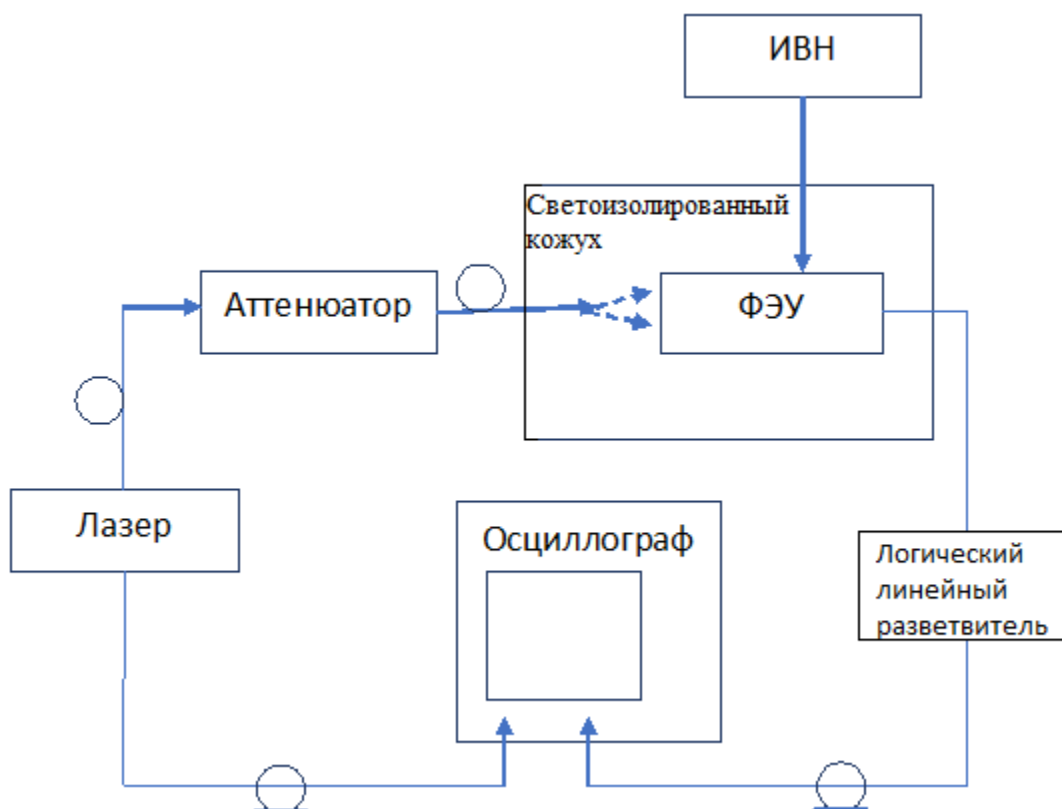 ИВН
Светоизолированный
кожух
Аттенюатор
ФЭУ
Лазер
Осциллограф
Логический
линейный
разветвитель